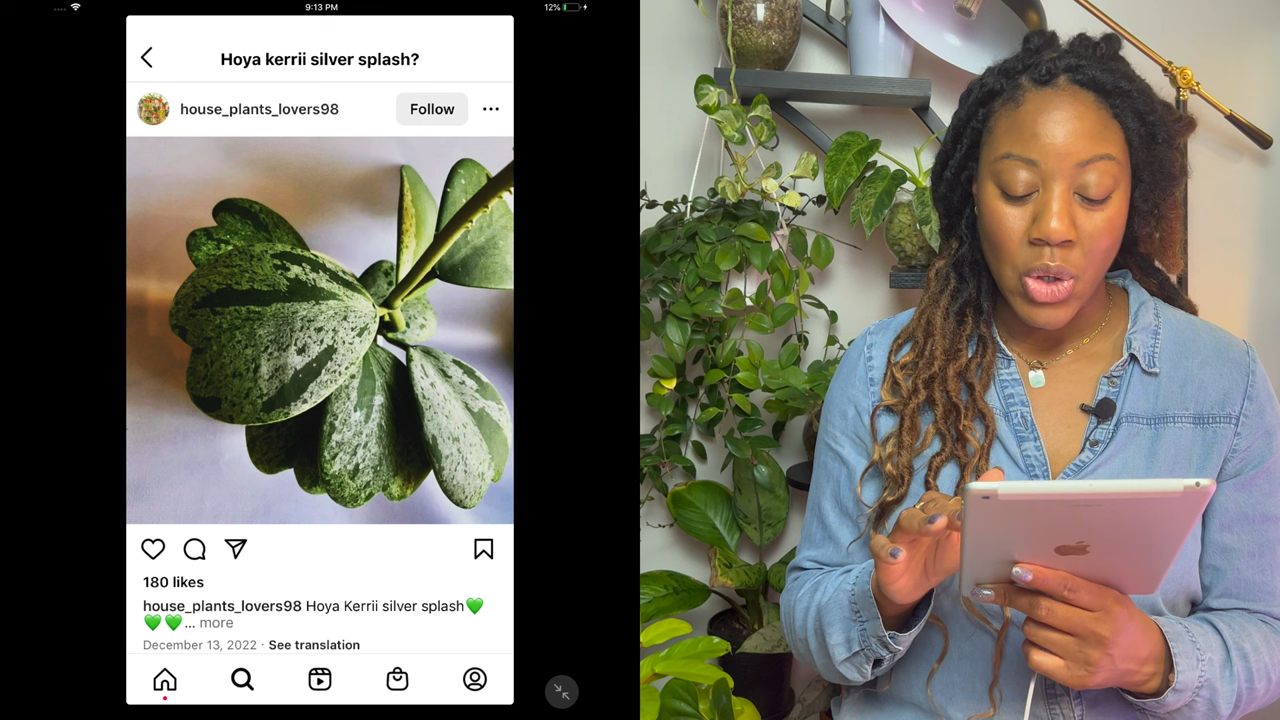 9:13 PM
12%
Hoya kerrii silver splash?
house_plants_lovers98
Follow
180 likes
house_plants_lovers98 Hoya Kerrii silver splash💚
💚💚... more
December 13, 2022 · See translation